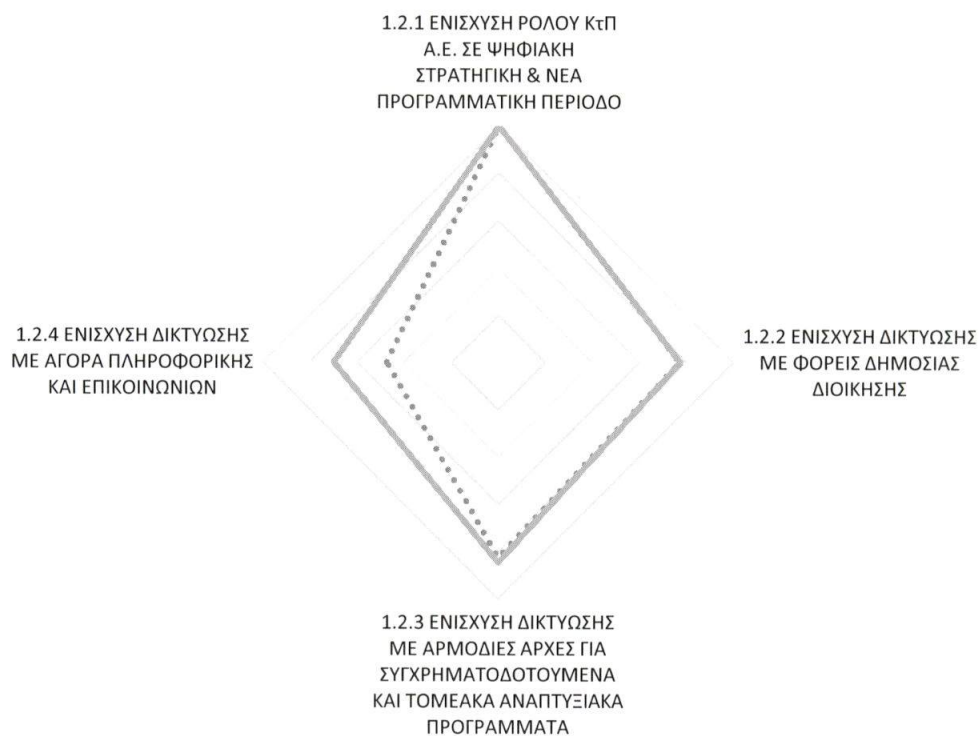 1.2.1 ΕΝΙΣΧΥΣΗ ΡΟΛΟΥ ΚτΠ
Α.Ε. ΣΕ ΨΗΦΙΑΚΗ
ΣΤΡΑΤΗΓΙΚΗ & ΝΕΑ
ΠΡΟΓΡΑΜΜΑΤΙΚΗ ΠΕΡΙΟΔΟ
1.2.4 ΕΝΙΣΧΥΣΗ ΔΙΚΤΥΩΣΗΣ
ΜΕ ΑΓΟΡΑ ΠΛΗΡΟΦΟΡΙΚΗΣ
ΚΑΙ ΕΠΙΚΟΙΝΩΝΙΩΝ
1.2.2 ΕΝΙΣΧΥΣΗ ΔΙΚΤΥΩΣΗΣ
ΜΕ ΦΟΡΕΙΣ ΔΗΜΟΣΙΑΣ
ΔΙΟΙΚΗΣΗΣ
1.2.3 ΕΝΙΣΧΥΣΗ ΔΙΚΤΥΩΣΗΣ
ΜΕ ΑΡΜΟΔΙΕΣ ΑΡΧΕΣ ΓΙΑ
ΣΥΓΧΡΗΜΑΤΟΔΟΤΟΥΜΕΝΑ
ΚΑΙ ΤΟΜΕΑΚΑ ΑΝΑΠΤΥΞΙΑΚΑ
ΠΡΟΓΡΑΜΜΑΤΑ